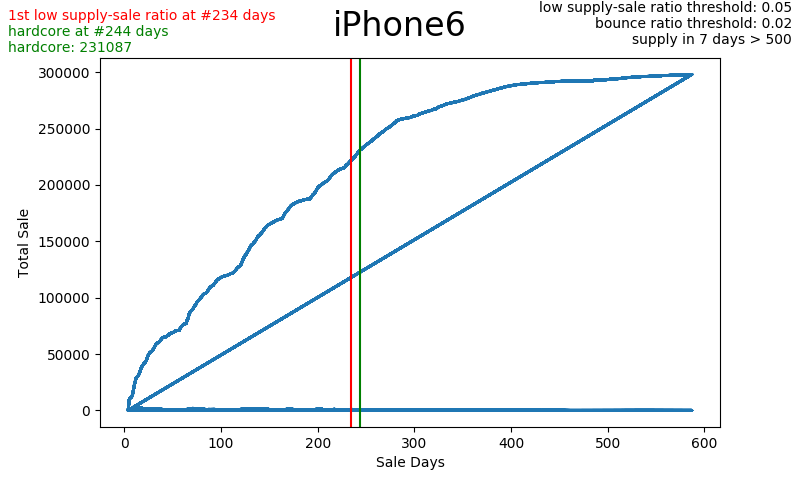 1st low supply-sale ratio at #234 days
hardcore at #244 days
hardcore: 231087
iPhone6
low supply-sale ratio threshold: 0.05
bounce ratio threshold: 0.02
supply in 7 days > 500
300000
250000
200000
150000
100000
50000
0
Total Sale
0 100 200 300 400 500 600
Sale Days